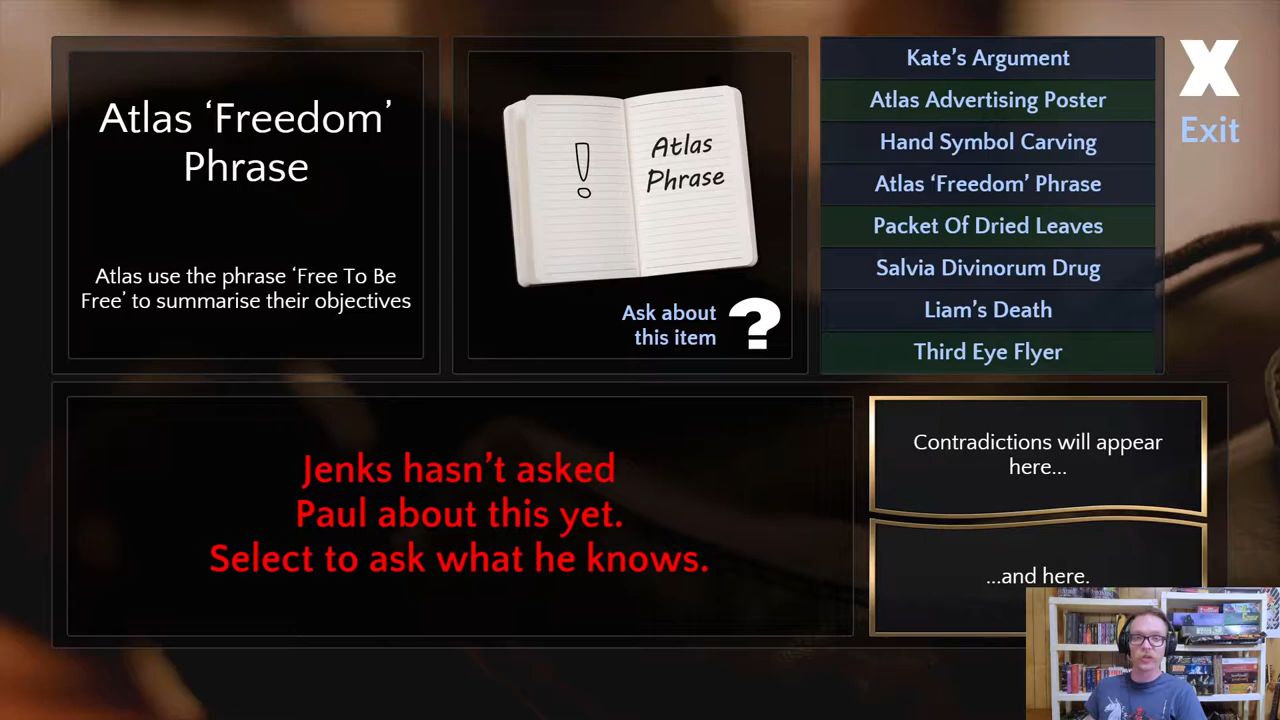 Atlas ‘Freedom’
Phrase
Atlas use the phrase ‘Free To Be
Free’ to summarise their objectives
!
Atlas
Phrase
Ask about
this item
?
Kate’s Argument
Atlas Advertising Poster
Hand Symbol Carving
Atlas ‘Freedom’ Phrase
Packet Of Dried Leaves
Salvia Divinorum Drug
Liam’s Death
Third Eye Flyer
X
Exit
Jenks hasn’t asked
Paul about this yet.
Select to ask what he knows.
Contradictions will appear
here...
...and here.